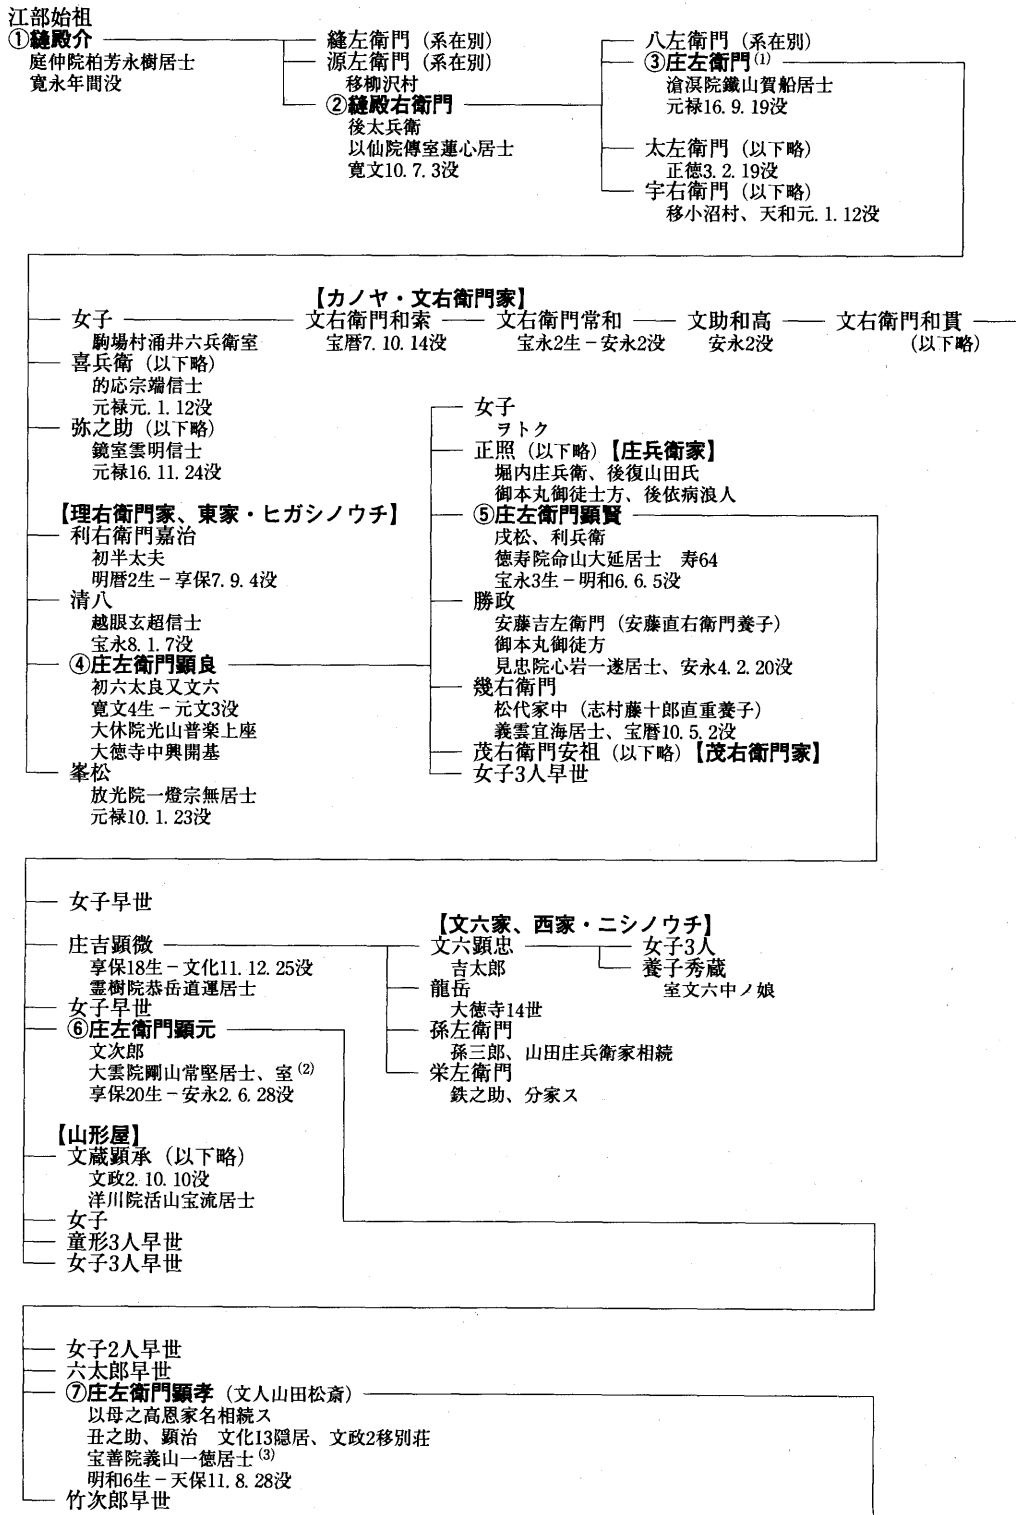 江部始祖
①縫殿介
庭仲院柏芳永樹居士
寛永年間没
縫左衛門（系在別）
源左衛門（系在別）
移柳沢村
②縫殿右衛門
後太兵衛
以仙院傳室蓮心居士
寛文10. 7. 3没
八左衛門（系在別）
③庄左衛門(1)
滄溟院鐵山賀船居士
元禄16. 9. 19没
太左衛門（以下略）
正徳3. 2. 19没
宇右衛門（以下略）
移小沼村、天和元. 1. 12没
女子
駒場村涌井六兵衛室
【カノヤ・文右衛門家】
文右衛門和索
宝暦7. 10. 14没
文右衛門常和
宝永2生－安永2没
文助和高
安永2没
文右衛門和貫
（以下略）
喜兵衛（以下略）
的応宗端信士
元禄元. 1. 12没
弥之助（以下略）
鏡室雲明信士
元禄16. 11. 24没
【理右衛門家、東家・ヒガシノウチ】
利右衛門嘉治
初半太夫
明暦2生－享保7. 9. 4没
清八
越眼玄超信士
宝永8. 1. 7没
④庄左衛門顕良
初六太良又文六
寛文4生－元文3没
大休院光山普楽上座
大徳寺中興開基
峯松
放光院一燈宗無居士
元禄10. 1. 23没
女子
ヲトク
正照（以下略）【庄兵衛家】
堀内庄兵衛、後復山田氏
御本丸御徒士方、後依病浪人
⑤庄左衛門顕賢
戌松、利兵衛
徳寿院命山大延居士　寿64
宝永3生－明和6. 6. 5没
勝政
安藤吉左衛門（安藤直右衛門養子）
御本丸御徒方
見忠院心岩一遂居士、安永4. 2. 20没
幾右衛門
松代家中（志村藤十郎直重養子）
義雲宜海居士、宝暦10. 5. 2没
茂右衛門安祖（以下略）【茂右衛門家】
女子3人早世
女子早世
庄吉顕微
享保18生－文化11. 12. 25没
霊樹院恭岳道運居士
女子早世
⑥庄左衛門顕元
文次郎
大雲院剛山常堅居士、室(2)
享保20生－安永2. 6. 28没
【山形屋】
文蔵顕承（以下略）
文政2. 10. 10没
洋川院活山宝流居士
女子
童形3人早世
女子3人早世
【文六家、西家・ニシノウチ】
文六顕忠
吉太郎
龍岳
大徳寺14世
孫左衛門
孫三郎、山田庄兵衛家相続
栄左衛門
鉄之助、分家ス
女子3人
養子秀蔵
室文六中ノ娘
女子2人早世
六太郎早世
⑦庄左衛門顕孝（文人山田松斎）
以母之高恩家名相続ス
丑之助、顕治　文化13隠居、文政2移別荘
宝善院義山一徳居士(3)
明和6生－天保11. 8. 28没
竹次郎早世